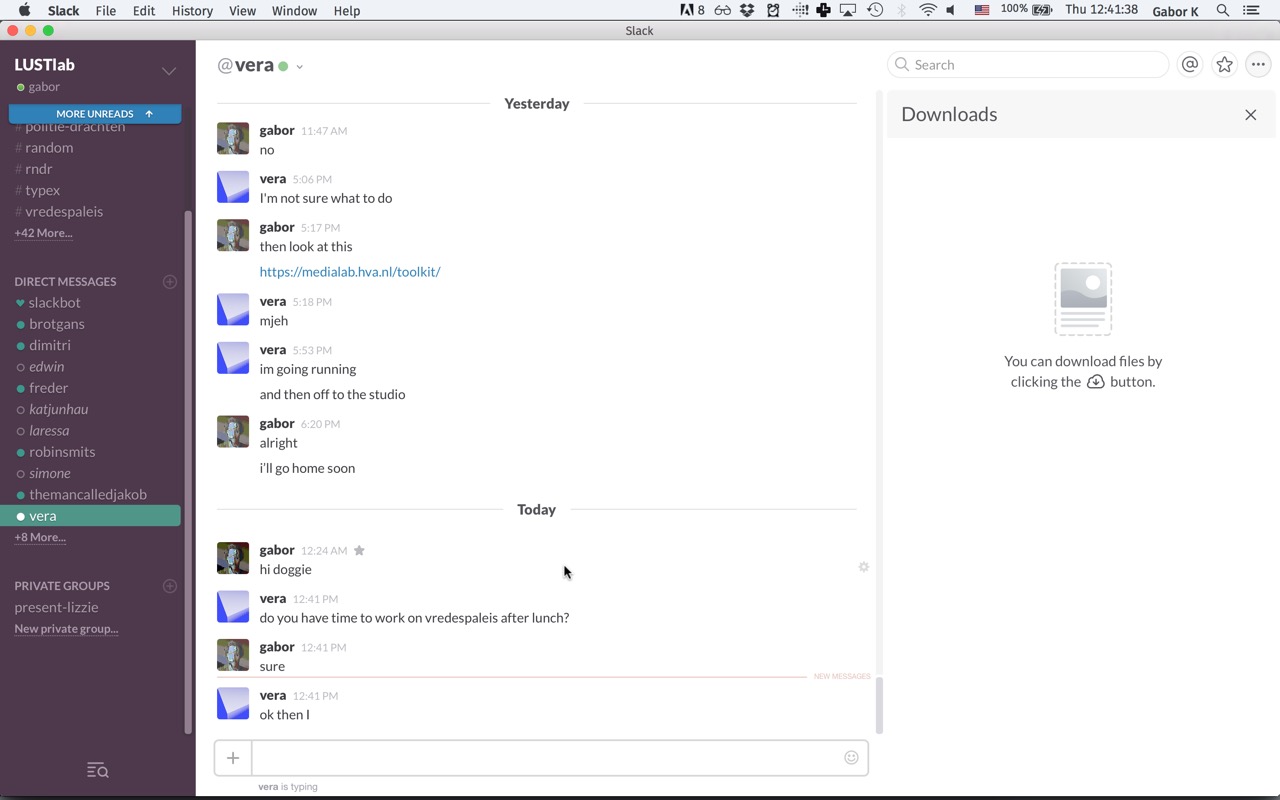 Slack File Edit History View Window Help 8 100% Thu 12:41:38 Gabor K
Slack
LUSTlab
gabor
MORE UNREADS
# politie-drachten
# random
# rndr
# typex
# vredespaleis
+42 More...
DIRECT MESSAGES
slackbot
brotgans
dimitri
edwin
freder
katjunhau
laressa
robinsmits
simone
themancalledjakob
vera
+8 More...
PRIVATE GROUPS
present-lizzie
New private group...
@vera
Yesterday
gabor 11:47 AM
no
vera 5:06 PM
I'm not sure what to do
gabor 5:17 PM
then look at this
https://medialab.hva.nl/toolkit/
vera 5:18 PM
mjeh
vera 5:53 PM
im going running
and then off to the studio
gabor 6:20 PM
alright
i'll go home soon
Today
gabor 12:24 AM
hi doggie
vera 12:41 PM
do you have time to work on vredespaleis after lunch?
gabor 12:41 PM
sure
NEW MESSAGES
vera 12:41 PM
ok then I
vera is typing
Search
Downloads
You can download files by
clicking the button.